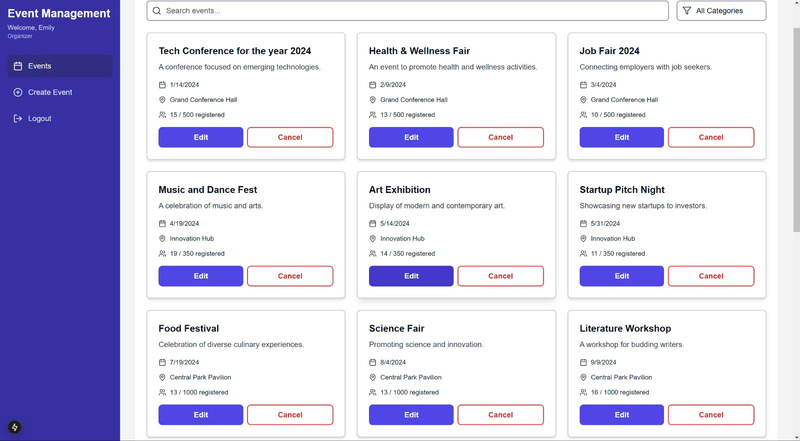 Event Management
Welcome, Emily
Organizer
Events
Create Event
Logout
Search events...
All Categories
Tech Conference for the year 2024
A conference focused on emerging technologies.
1/14/2024
Grand Conference Hall
15 / 500 registered
Edit
Cancel
Health & Wellness Fair
An event to promote health and wellness activities.
2/9/2024
Grand Conference Hall
13 / 500 registered
Edit
Cancel
Job Fair 2024
Connecting employers with job seekers.
3/4/2024
Grand Conference Hall
10 / 500 registered
Edit
Cancel
Music and Dance Fest
A celebration of music and arts.
4/19/2024
Innovation Hub
19 / 350 registered
Edit
Cancel
Art Exhibition
Display of modern and contemporary art.
5/14/2024
Innovation Hub
14 / 350 registered
Edit
Cancel
Startup Pitch Night
Showcasing new startups to investors.
5/31/2024
Innovation Hub
11 / 350 registered
Edit
Cancel
Food Festival
Celebration of diverse culinary experiences.
7/19/2024
Central Park Pavilion
13 / 1000 registered
Edit
Cancel
Science Fair
Promoting science and innovation.
8/4/2024
Central Park Pavilion
13 / 1000 registered
Edit
Cancel
Literature Workshop
A workshop for budding writers.
9/9/2024
Central Park Pavilion
16 / 1000 registered
Edit
Cancel